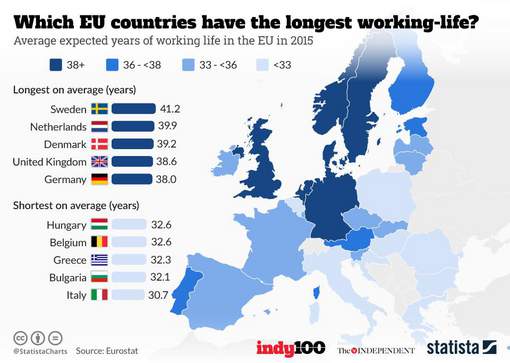 Which EU countries have the longest working-life?
Average expected years of working life in the EU in 2015
38+ 36 - <38 33 - <36 <33
Longest on average (years)
Sweden 41.2
Netherlands 39.9
Denmark 39.2
United Kingdom 38.6
Germany 38.0
Shortest on average (years)
Hungary 32.6
Belgium 32.6
Greece 32.3
Bulgaria 32.1
Italy 30.7
@StatistaCharts Source: Eurostat
indy100 The INDEPENDENT statista